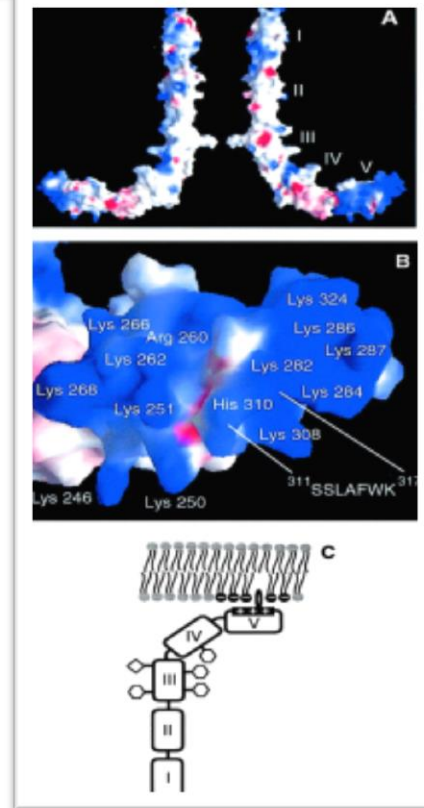 A
I
II
III
IV
V
B
Lys 324
Lys 266
Lys 286
Arg 260
Lys 287
Lys 262
Lys 282
Lys 268
Lys 284
Lys 251
His 310
Lys 308
311SSLAFWK317
Lys 246
Lys 250
C
V
IV
III
II
I